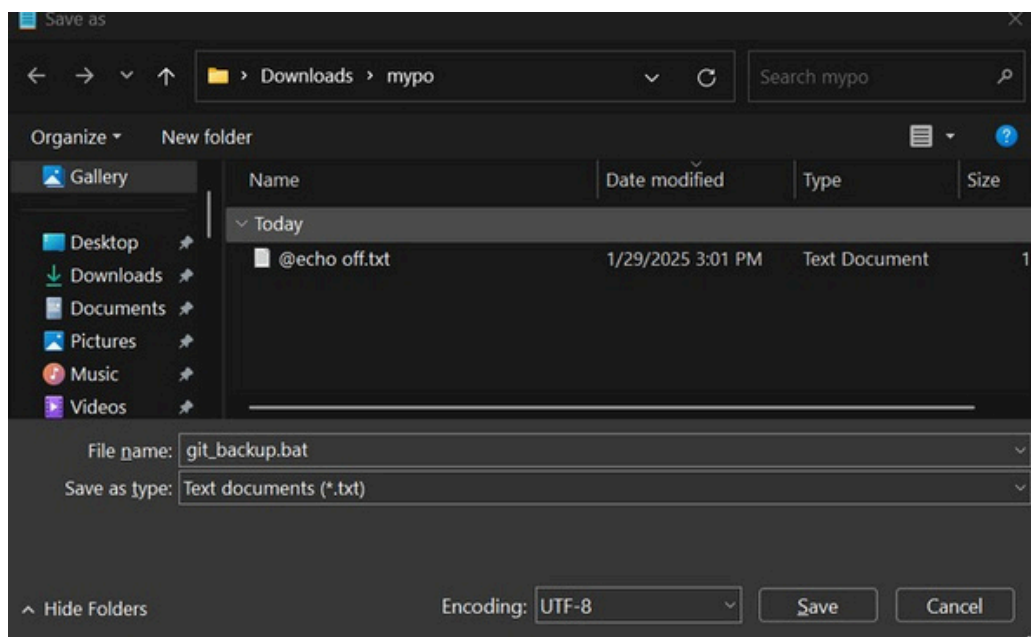 Save as
Downloads > mypo
Search mypo
Organize
New folder
Gallery
Name
Date modified
Type
Size
Today
@echo off.txt
1/29/2025 3:01 PM
Text Document
1
Desktop
Downloads
Documents
Pictures
Music
Videos
File name: git_backup.bat
Save as type: Text documents (*.txt)
Hide Folders
Encoding: UTF-8
Save
Cancel